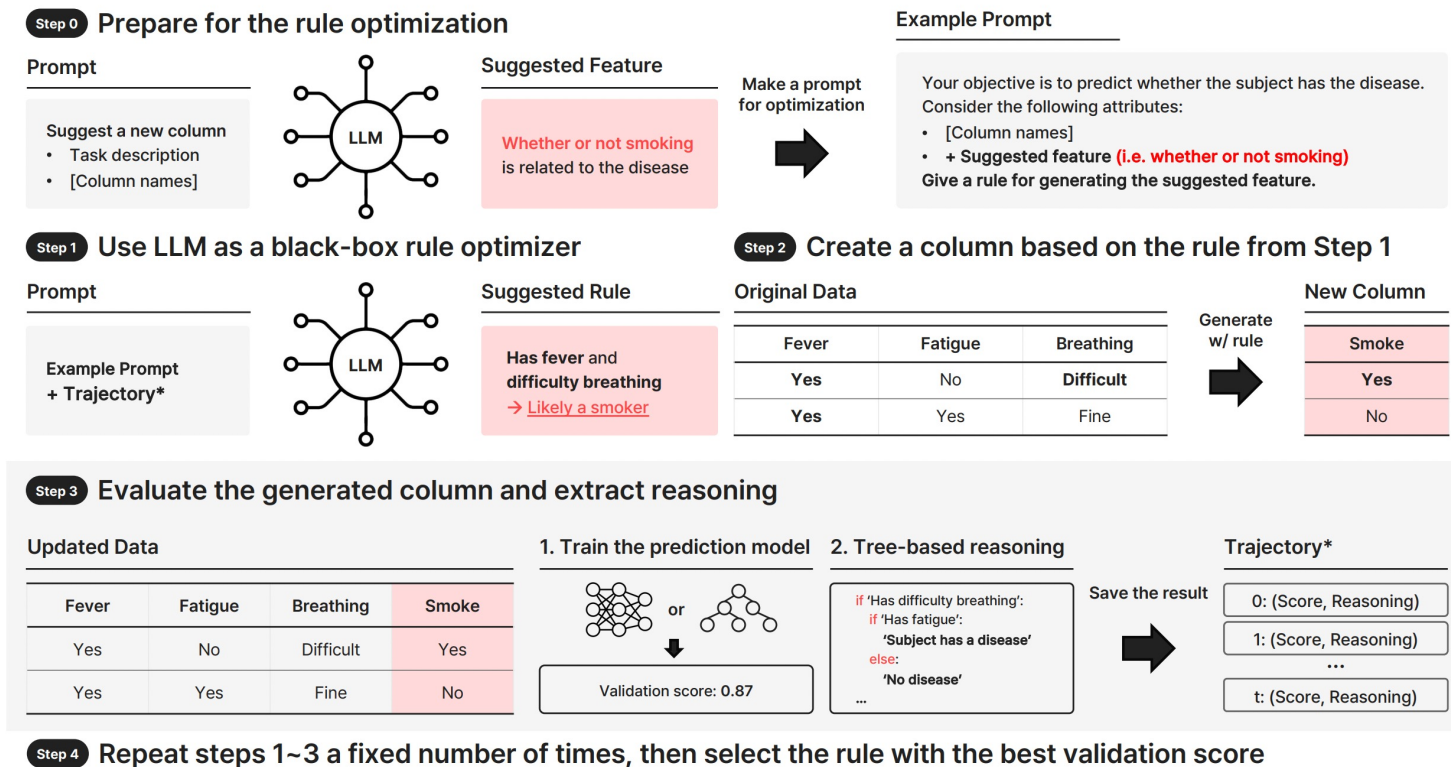 Step 0 Prepare for the rule optimization
Prompt
Suggest a new column
• Task description
• [Column names]
LLM
Suggested Feature
Whether or not smoking
is related to the disease
Make a prompt
for optimization
Example Prompt
Your objective is to predict whether the subject has the disease.
Consider the following attributes:
• [Column names]
• + Suggested feature (i.e. whether or not smoking)
Give a rule for generating the suggested feature.
Step 1 Use LLM as a black-box rule optimizer
Prompt
Example Prompt
+ Trajectory*
LLM
Suggested Rule
Has fever and
difficulty breathing
→ Likely a smoker
Step 2 Create a column based on the rule from Step 1
Original Data
Fever Fatigue Breathing
Yes No Difficult
Yes Yes Fine
Generate
w/ rule
New Column
Smoke
Yes
No
Step 3 Evaluate the generated column and extract reasoning
Updated Data
Fever Fatigue Breathing Smoke
Yes No Difficult Yes
Yes Yes Fine No
1. Train the prediction model
or
Validation score: 0.87
2. Tree-based reasoning
if 'Has difficulty breathing':
if 'Has fatigue':
'Subject has a disease'
else:
'No disease'
...
Save the result
Trajectory*
0: (Score, Reasoning)
1: (Score, Reasoning)
...
t: (Score, Reasoning)
Step 4 Repeat steps 1~3 a fixed number of times, then select the rule with the best validation score